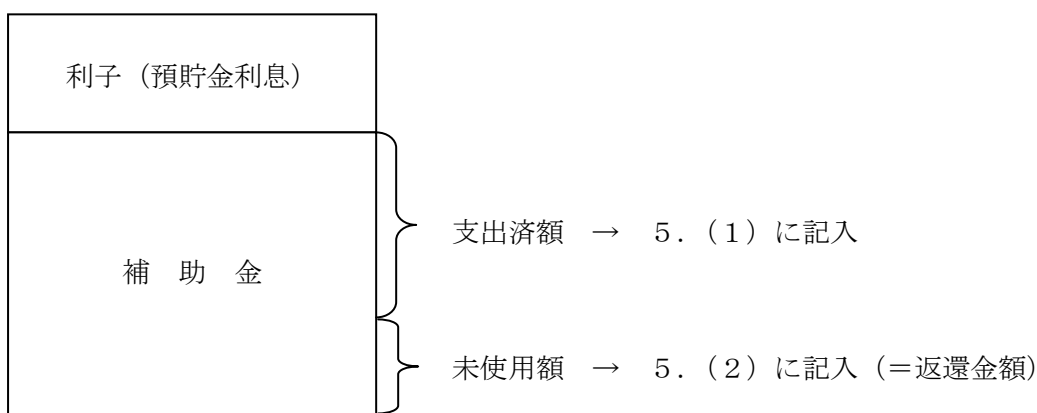 利子(預貯金利息)
支出済額 → 5.(1)に記入
補 助 金
未使用額 → 5.(2)に記入(=返還金額)